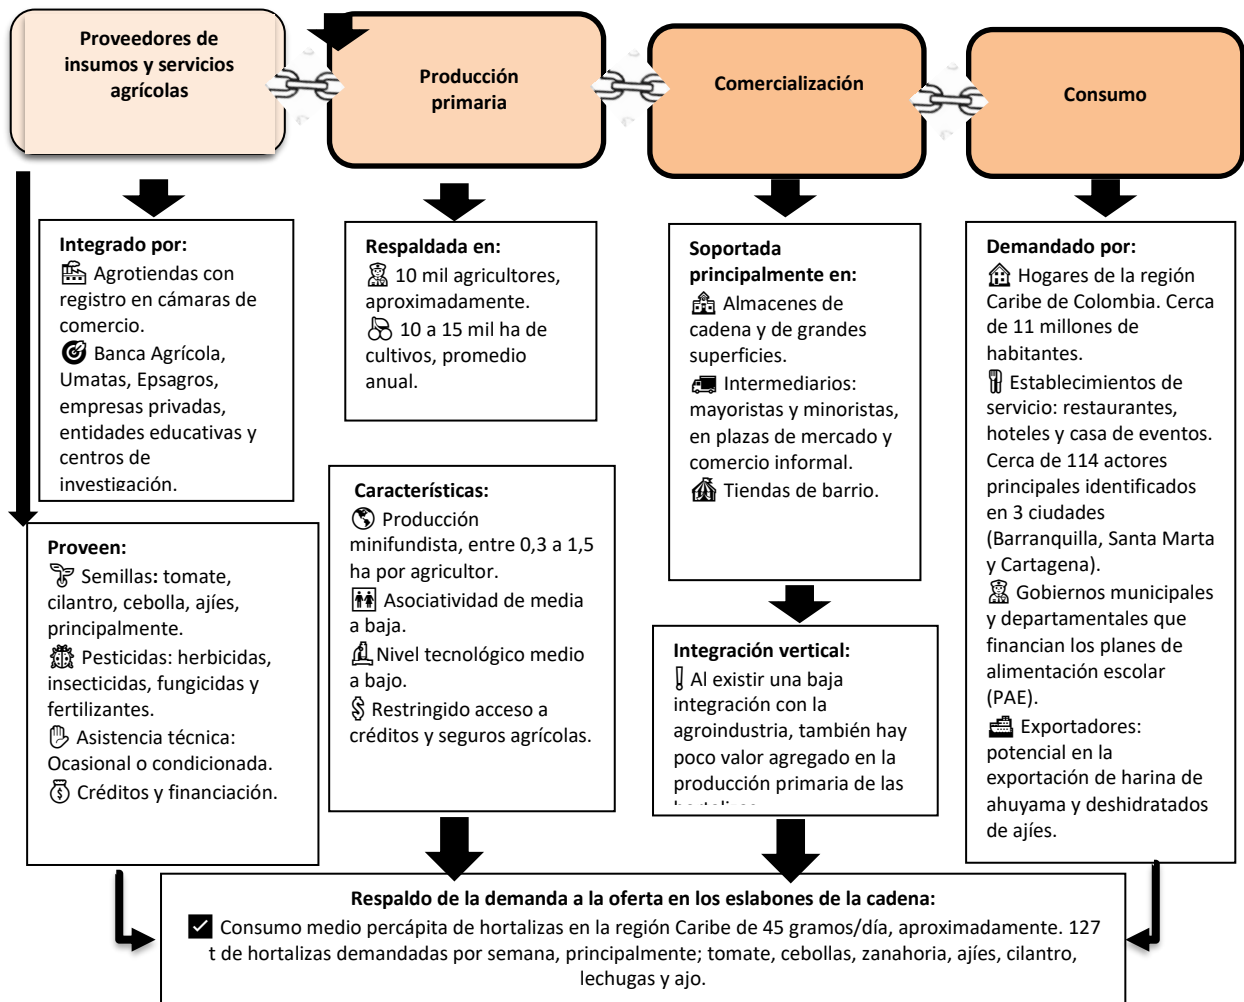 Proveedores de
insumos y servicios
agrícolas
Producción
primaria
Comercialización
Consumo
Integrado por:
Agrotiendas con
registro en cámaras de
comercio.
Banca Agrícola,
Umatas, Epsagros,
empresas privadas,
entidades educativas y
centros de
investigación.
Proveen:
Semillas: tomate,
cilantro, cebolla, ajíes,
principalmente.
Pesticidas: herbicidas,
insecticidas, fungicidas y
fertilizantes.
Asistencia técnica:
Ocasional o condicionada.
Créditos y financiación.
Respaldada en:
10 mil agricultores,
aproximadamente.
10 a 15 mil ha de
cultivos, promedio
anual.
Características:
Producción
minifundista, entre 0,3 a 1,5
ha por agricultor.
Asociatividad de media
a baja.
Nivel tecnológico medio
a bajo.
Restringido acceso a
créditos y seguros agrícolas.
Soportada
principalmente en:
Almacenes de
cadena y de grandes
superficies.
Intermediarios:
mayoristas y minoristas,
en plazas de mercado y
comercio informal.
Tiendas de barrio.
Integración vertical:
Al existir una baja
integración con la
agroindustria, también hay
poco valor agregado en la
producción primaria de las
Demandado por:
Hogares de la región
Caribe de Colombia. Cerca
de 11 millones de
habitantes.
Establecimientos de
servicio: restaurantes,
hoteles y casa de eventos.
Cerca de 114 actores
principales identificados
en 3 ciudades
(Barranquilla, Santa Marta
y Cartagena).
Gobiernos municipales
y departamentales que
financian los planes de
alimentación escolar
(PAE).
Exportadores:
potencial en la
exportación de harina de
ahuyama y deshidratados
de ajíes.
Respaldo de la demanda a la oferta en los eslabones de la cadena:
Consumo medio percápita de hortalizas en la región Caribe de 45 gramos/día, aproximadamente. 127
t de hortalizas demandadas por semana, principalmente; tomate, cebollas, zanahoria, ajíes, cilantro,
lechugas y ajo.